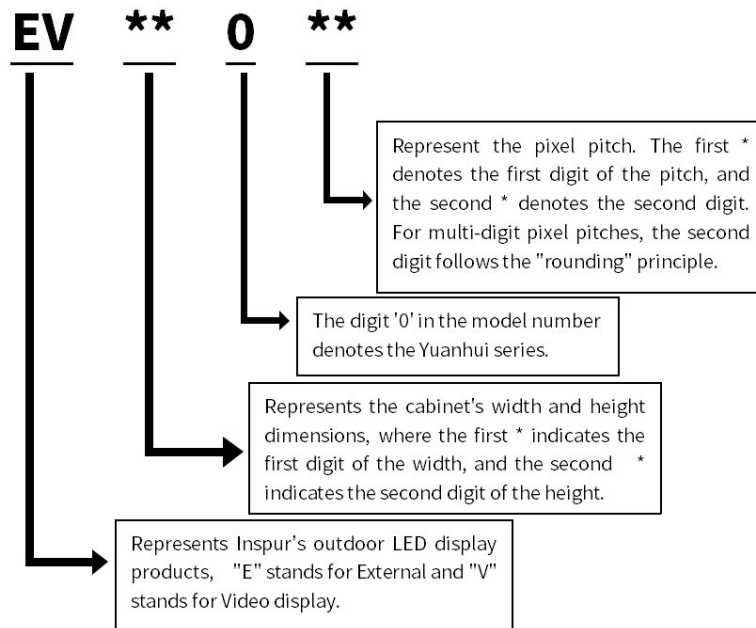 EV ** 0 **
Represent the pixel pitch. The first *
denotes the first digit of the pitch, and
the second * denotes the second digit.
For multi-digit pixel pitches, the second
digit follows the "rounding" principle.
The digit '0' in the model number
denotes the Yuanhui series.
Represents the cabinet's width and height
dimensions, where the first * indicates the
first digit of the width, and the second *
indicates the second digit of the height.
Represents Inspur's outdoor LED display
products, "E" stands for External and "V"
stands for Video display.